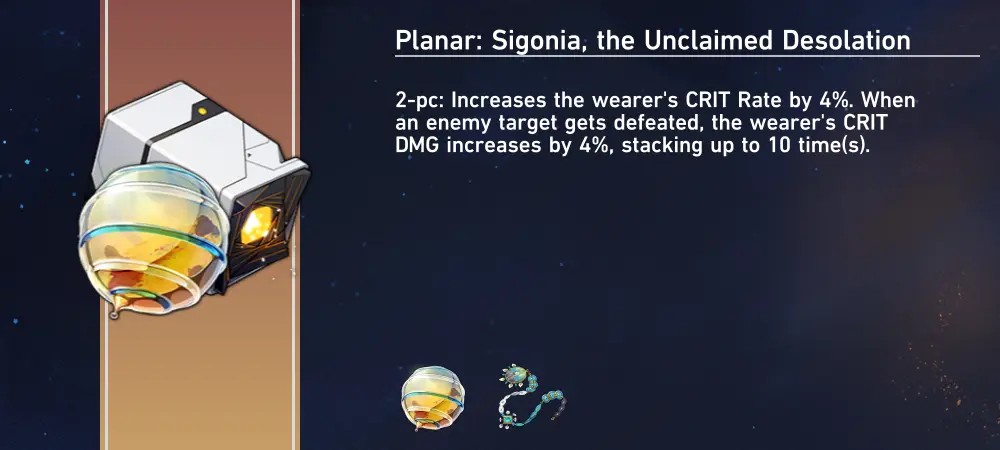 Planar: Sigonia, the Unclaimed Desolation
2-pc: Increases the wearer's CRIT Rate by 4%. When
an enemy target gets defeated, the wearer's CRIT
DMG increases by 4%, stacking up to 10 time(s).